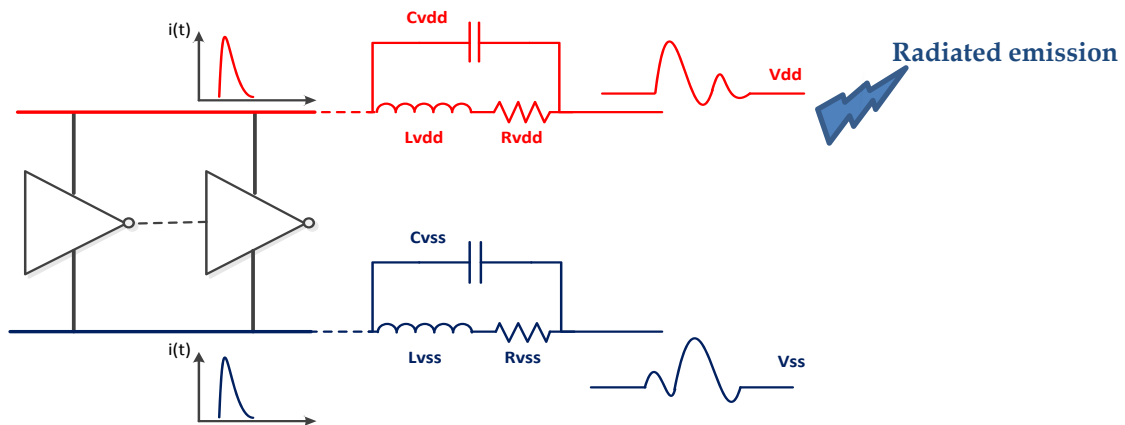 i(t)
Cvdd
Lvdd
Rvdd
Vdd
Radiated emission
Cvss
Lvss
Rvss
i(t)
Vss